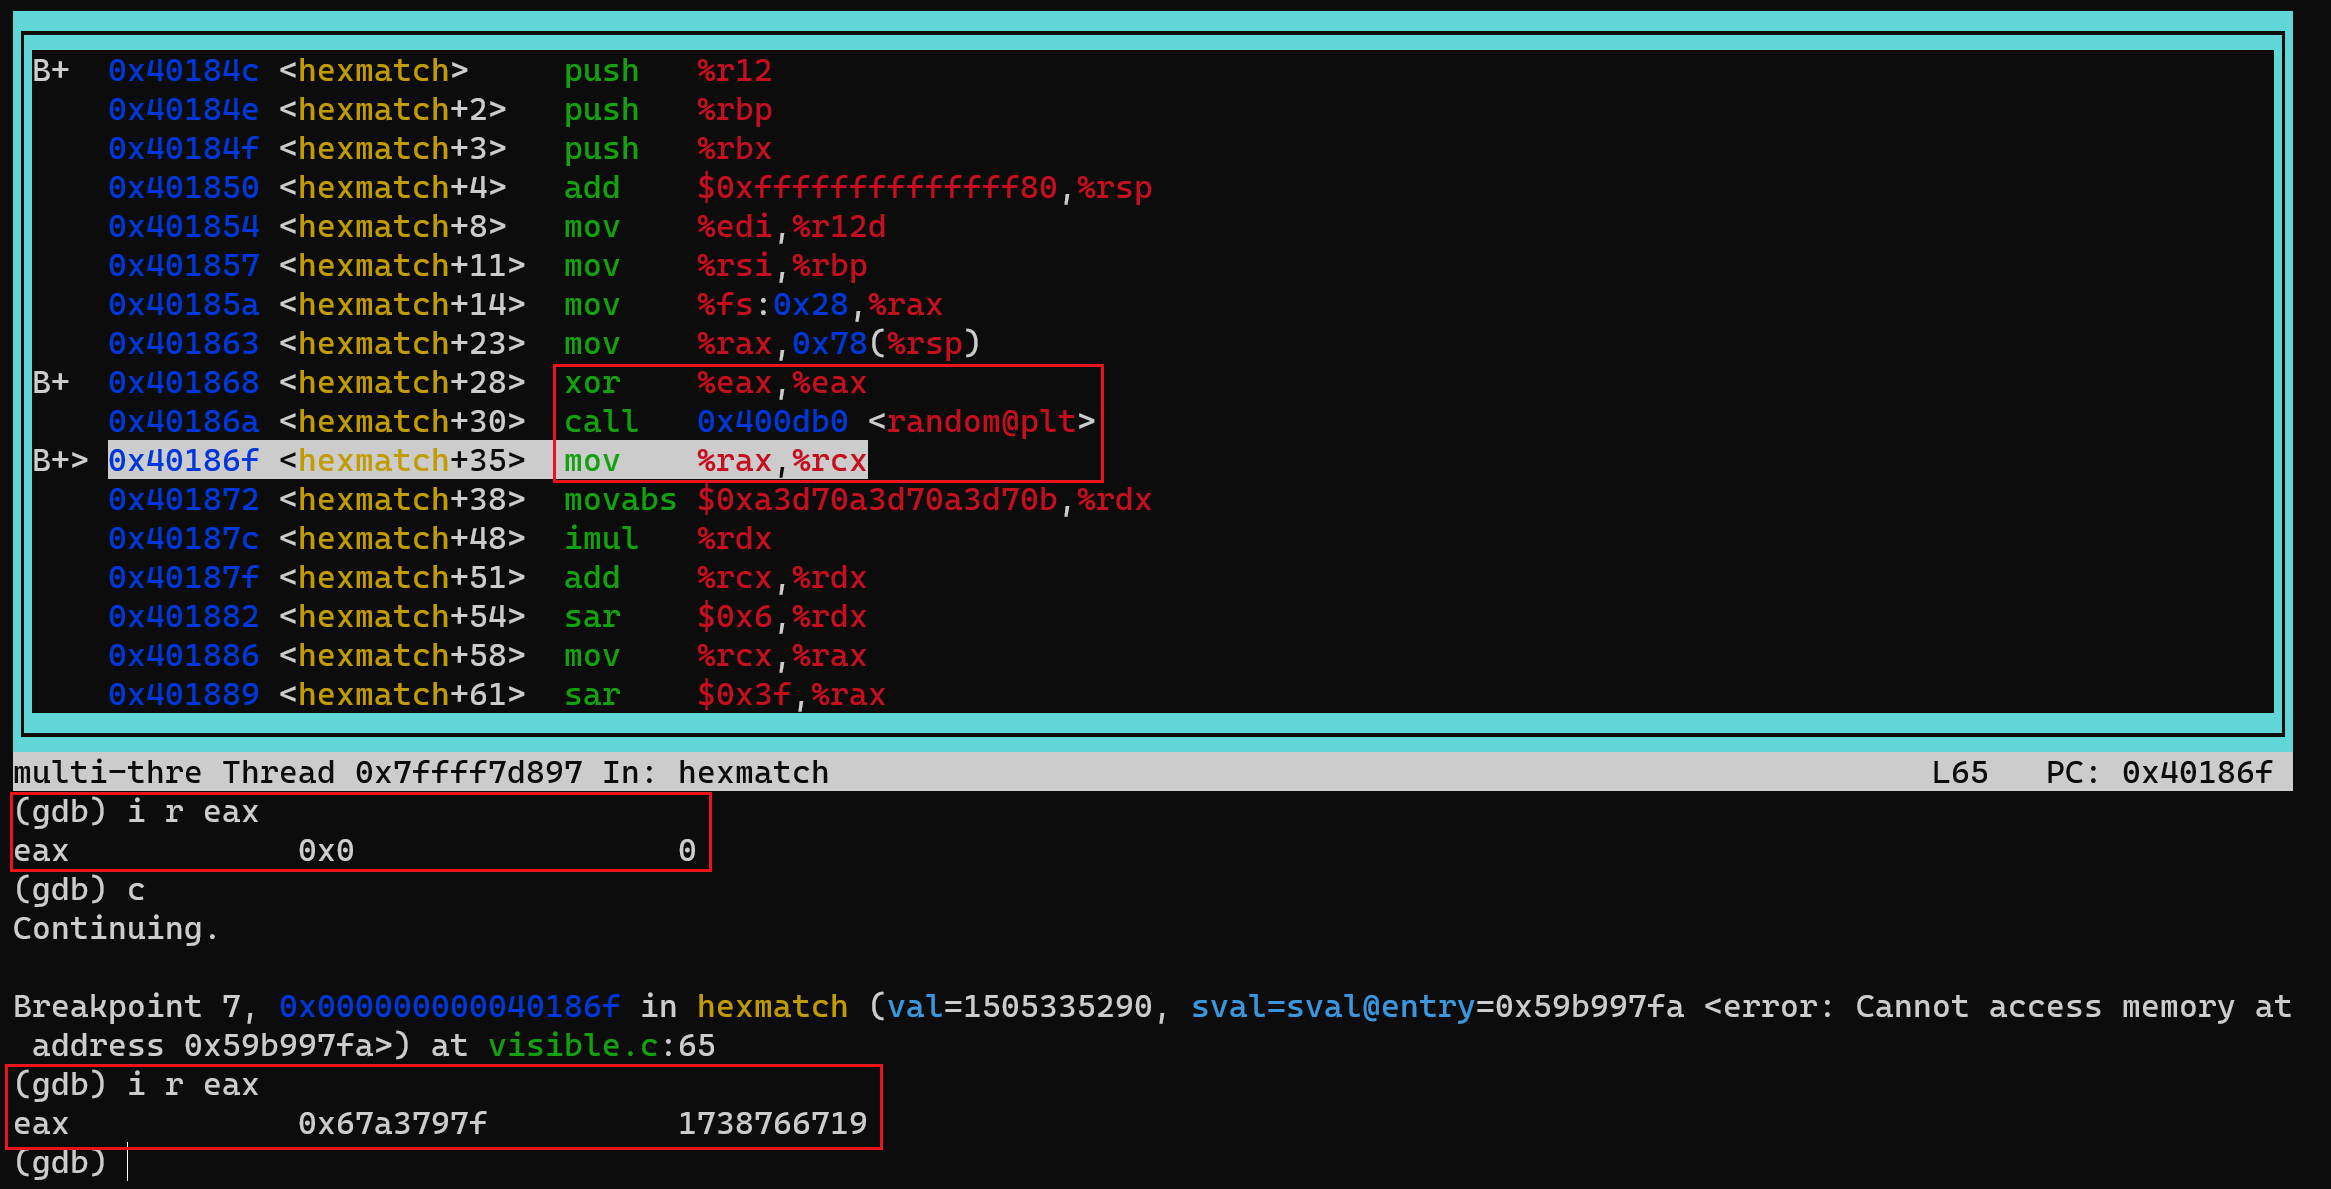 B+ 0x40184c <hexmatch> push %r12
0x40184e <hexmatch+2> push %rbp
0x40184f <hexmatch+3> push %rbx
0x401850 <hexmatch+4> add $0xffffffffffffff80,%rsp
0x401854 <hexmatch+8> mov %edi,%r12d
0x401857 <hexmatch+11> mov %rsi,%rbp
0x40185a <hexmatch+14> mov %fs:0x28,%rax
0x401863 <hexmatch+23> mov %rax,0x78(%rsp)
B+ 0x401868 <hexmatch+28> xor %eax,%eax
0x40186a <hexmatch+30> call 0x400db0 <random@plt>
B+> 0x40186f <hexmatch+35> mov %rax,%rcx
0x401872 <hexmatch+38> movabs $0xa3d70a3d70a3d70b,%rdx
0x40187c <hexmatch+48> imul %rdx
0x40187f <hexmatch+51> add %rcx,%rdx
0x401882 <hexmatch+54> sar $0x6,%rdx
0x401886 <hexmatch+58> mov %rcx,%rax
0x401889 <hexmatch+61> sar $0x3f,%rax
multi-thre Thread 0x7ffff7d897 In: hexmatch L65 PC: 0x40186f
(gdb) i r eax
eax 0x0 0
(gdb) c
Continuing.
Breakpoint 7, 0x000000000040186f in hexmatch (val=1505335290, sval=sval@entry=0x59b997fa <error: Cannot access memory at
address 0x59b997fa>) at visible.c:65
(gdb) i r eax
eax 0x67a3797f 1738766719
(gdb)